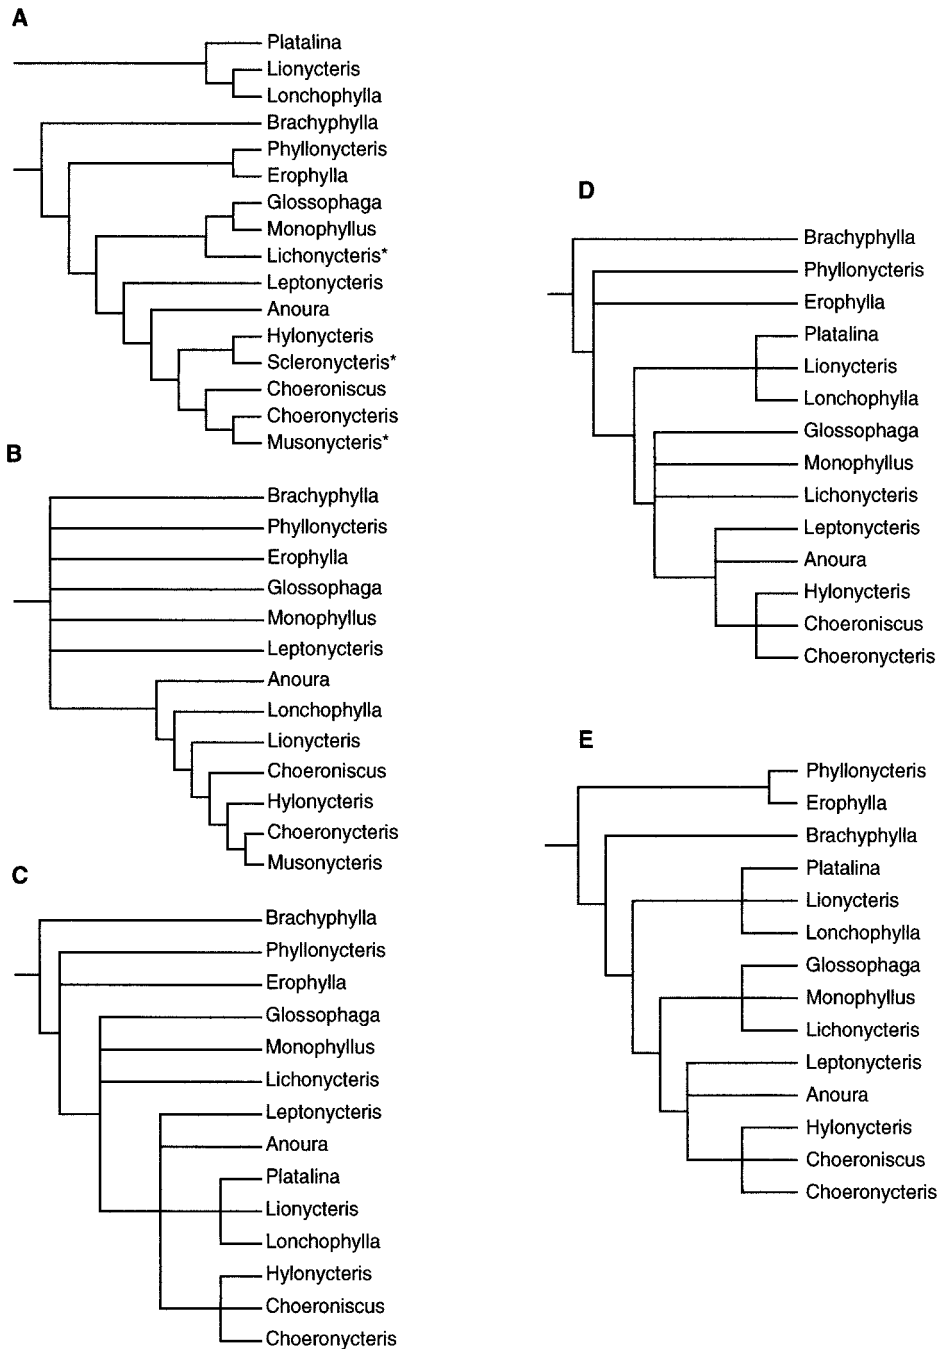 A
Platalina
Lionycteris
Lonchophylla
Brachyphylla
Phyllonycteris
Erophylla
Glossophaga
Monophyllus
Lichonycteris*
Leptonycteris
Anoura
Hylonycteris
Scleronycteris*
Choeroniscus
Choeronycteris
Musonycteris*
B
Brachyphylla
Phyllonycteris
Erophylla
Glossophaga
Monophyllus
Leptonycteris
Anoura
Lonchophylla
Lionycteris
Choeroniscus
Hylonycteris
Choeronycteris
Musonycteris
C
Brachyphylla
Phyllonycteris
Erophylla
Glossophaga
Monophyllus
Lichonycteris
Leptonycteris
Anoura
Platalina
Lionycteris
Lonchophylla
Hylonycteris
Choeroniscus
Choeronycteris
D
Brachyphylla
Phyllonycteris
Erophylla
Platalina
Lionycteris
Lonchophylla
Glossophaga
Monophyllus
Lichonycteris
Leptonycteris
Anoura
Hylonycteris
Choeroniscus
Choeronycteris
E
Phyllonycteris
Erophylla
Brachyphylla
Platalina
Lionycteris
Lonchophylla
Glossophaga
Monophyllus
Lichonycteris
Leptonycteris
Anoura
Hylonycteris
Choeroniscus
Choeronycteris